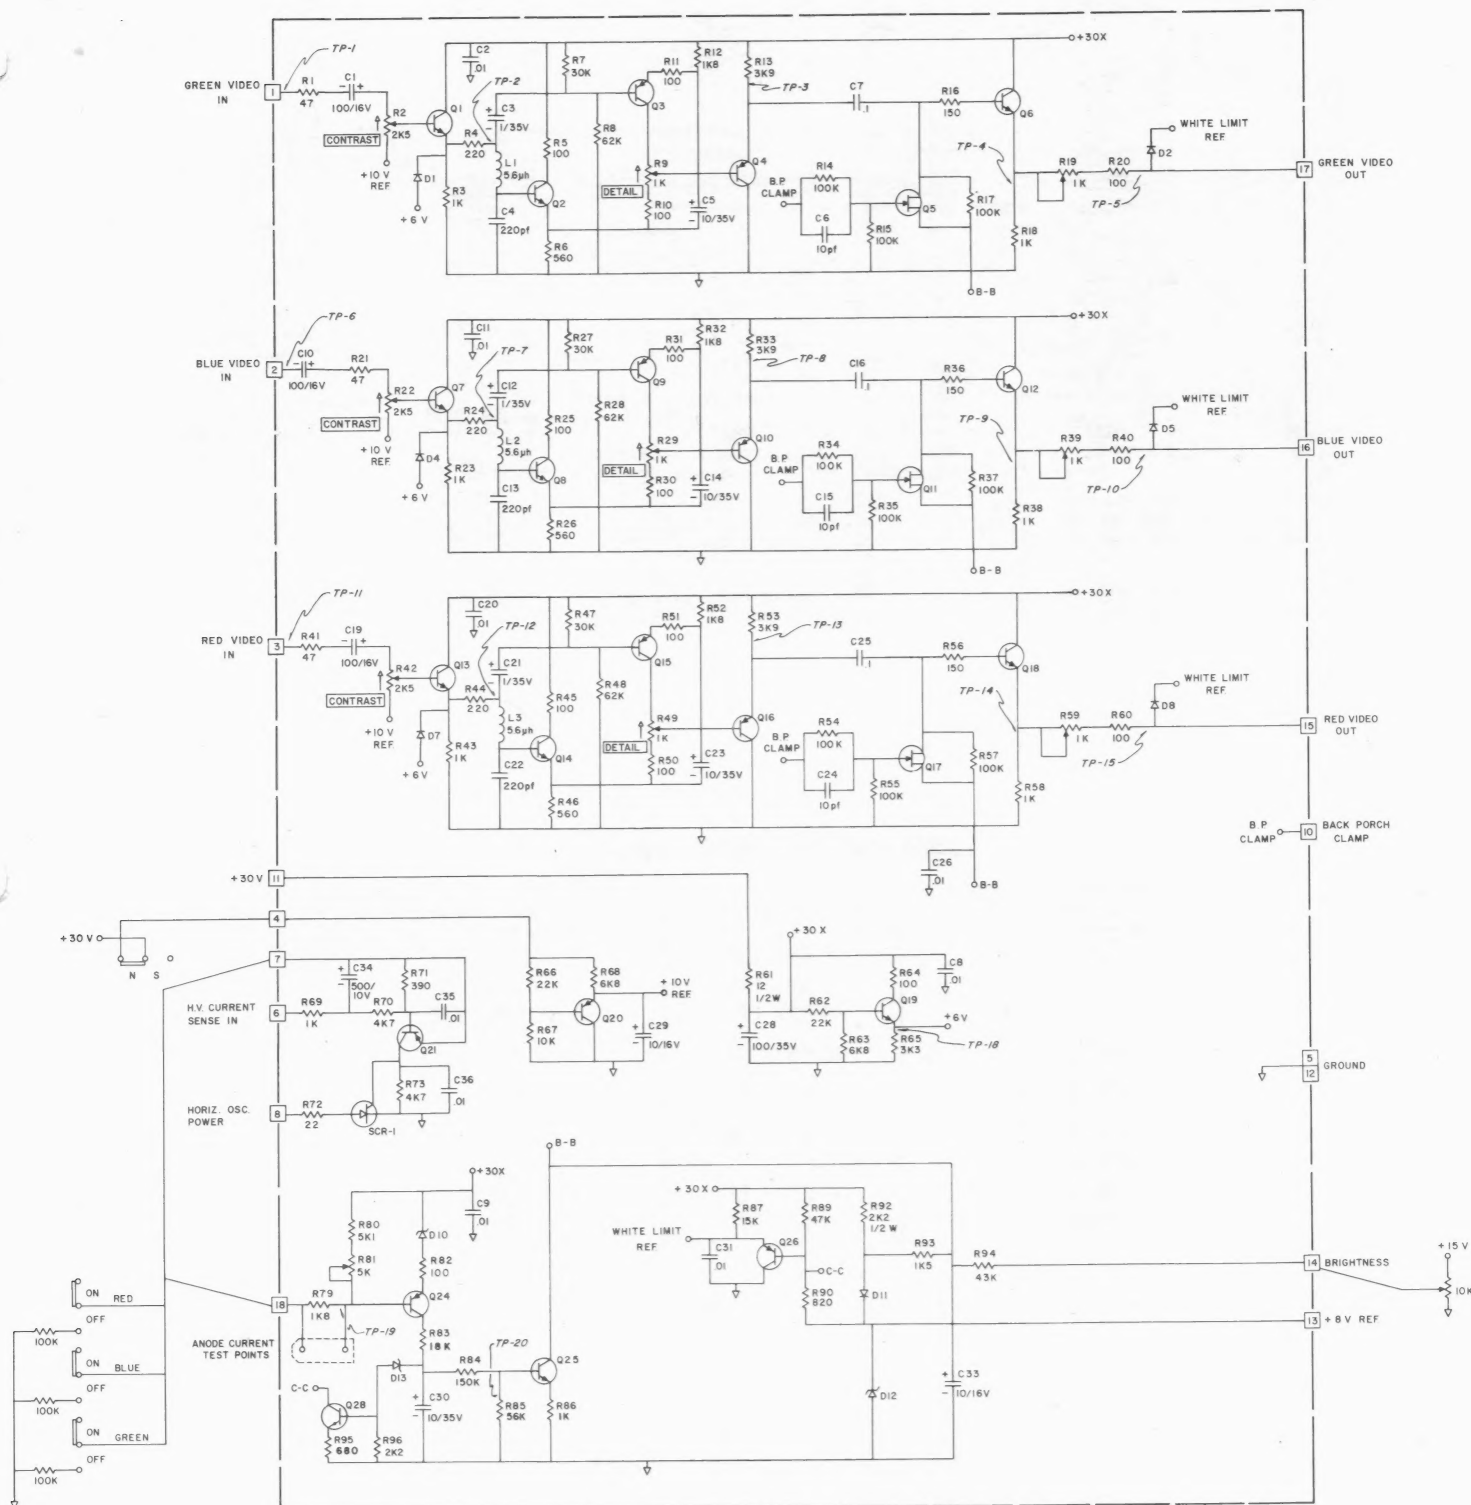 +30X
TP-1
GREEN VIDEO
IN
1
R1
47
C1
- +
100/16V
R2
2K5
CONTRAST
+10 V
REF.
Q1
C2
.01
TP-2
R4
220
C3
+
-
1/35V
L1
5.6µh
D1
+6 V
R3
1K
C4
220pf
Q2
R5
100
R6
560
R7
30K
R8
62K
R11
100
Q3
R9
1K
DETAIL
R10
100
R12
1K8
C5
+
-
10/35V
R13
3K9
TP-3
Q4
C7
.1
R14
100K
B.P.
CLAMP
C6
10pf
R15
100K
Q5
R16
150
Q6
R17
100K
B-B
TP-4
R18
1K
R19
1K
R20
100
TP-5
D2
WHITE LIMIT
REF.
17
GREEN VIDEO
OUT
+30X
TP-6
BLUE VIDEO
IN
2
C10
- +
100/16V
R21
47
R22
2K5
CONTRAST
+10 V
REF.
Q7
C11
.01
TP-7
R24
220
C12
+
-
1/35V
L2
5.6µh
D4
+6 V
R23
1K
C13
220pf
Q8
R25
100
R26
560
R27
30K
R28
62K
R31
100
Q9
R29
1K
DETAIL
R30
100
R32
1K8
C14
+
-
10/35V
R33
3K9
TP-8
Q10
C16
.1
R34
100K
B.P.
CLAMP
C15
10pf
R35
100K
Q11
R36
150
Q12
R37
100K
B-B
TP-9
R38
1K
R39
1K
R40
100
TP-10
D5
WHITE LIMIT
REF.
16
BLUE VIDEO
OUT
+30X
TP-11
RED VIDEO
IN
3
R41
47
C19
- +
100/16V
R42
2K5
CONTRAST
+10 V
REF.
Q13
C20
.01
TP-12
R44
220
C21
+
-
1/35V
L3
5.6µh
D7
+6 V
R43
1K
C22
220pf
Q14
R45
100
R46
560
R47
30K
R48
62K
R51
100
Q15
R49
1K
DETAIL
R50
100
R52
1K8
C23
+
-
10/35V
R53
3K9
TP-13
Q16
C25
.1
R54
100K
B.P.
CLAMP
C24
10pf
R55
100K
Q17
R56
150
Q18
R57
100K
C26
.01
B-B
TP-14
R58
1K
R59
1K
R60
100
TP-15
D8
WHITE LIMIT
REF.
15
RED VIDEO
OUT
B.P.
CLAMP
10
BACK PORCH
CLAMP
+30V
11
4
+30V
N S
7
H.V. CURRENT
SENSE IN
6
R69
1K
C34
+
-
500/
10V
R70
4K7
R71
390
C35
.01
Q21
R73
4K7
C36
.01
HORIZ. OSC.
POWER
8
R72
22
SCR-1
R66
22K
R67
10K
R68
6K8
Q20
+10V
REF.
C29
+
-
10/16V
R61
12
1/2W
C28
+
-
100/35V
+30 X
R62
22K
R63
6K8
R64
100
Q19
R65
3K3
C8
.01
+6V
TP-18
5
12
GROUND
B-B
+30X
C9
.01
R80
5K1
R81
5K
D10
R82
100
Q24
R83
18K
18
R79
1K8
TP-19
ANODE CURRENT
TEST POINTS
ON
RED
OFF
100K
ON
BLUE
OFF
100K
ON
GREEN
OFF
100K
C-C
Q28
R95
680
D13
R96
2K2
C30
+
-
10/35V
R84
150K
TP-20
R85
56K
Q25
R86
1K
+30X
WHITE LIMIT
REF.
R87
15K
C31
.01
Q26
R89
47K
C-C
R90
820
R92
2K2
1/2 W
D11
R93
1K5
R94
43K
D12
C33
+
-
10/16V
14
BRIGHTNESS
13
+8V REF
+15V
10K